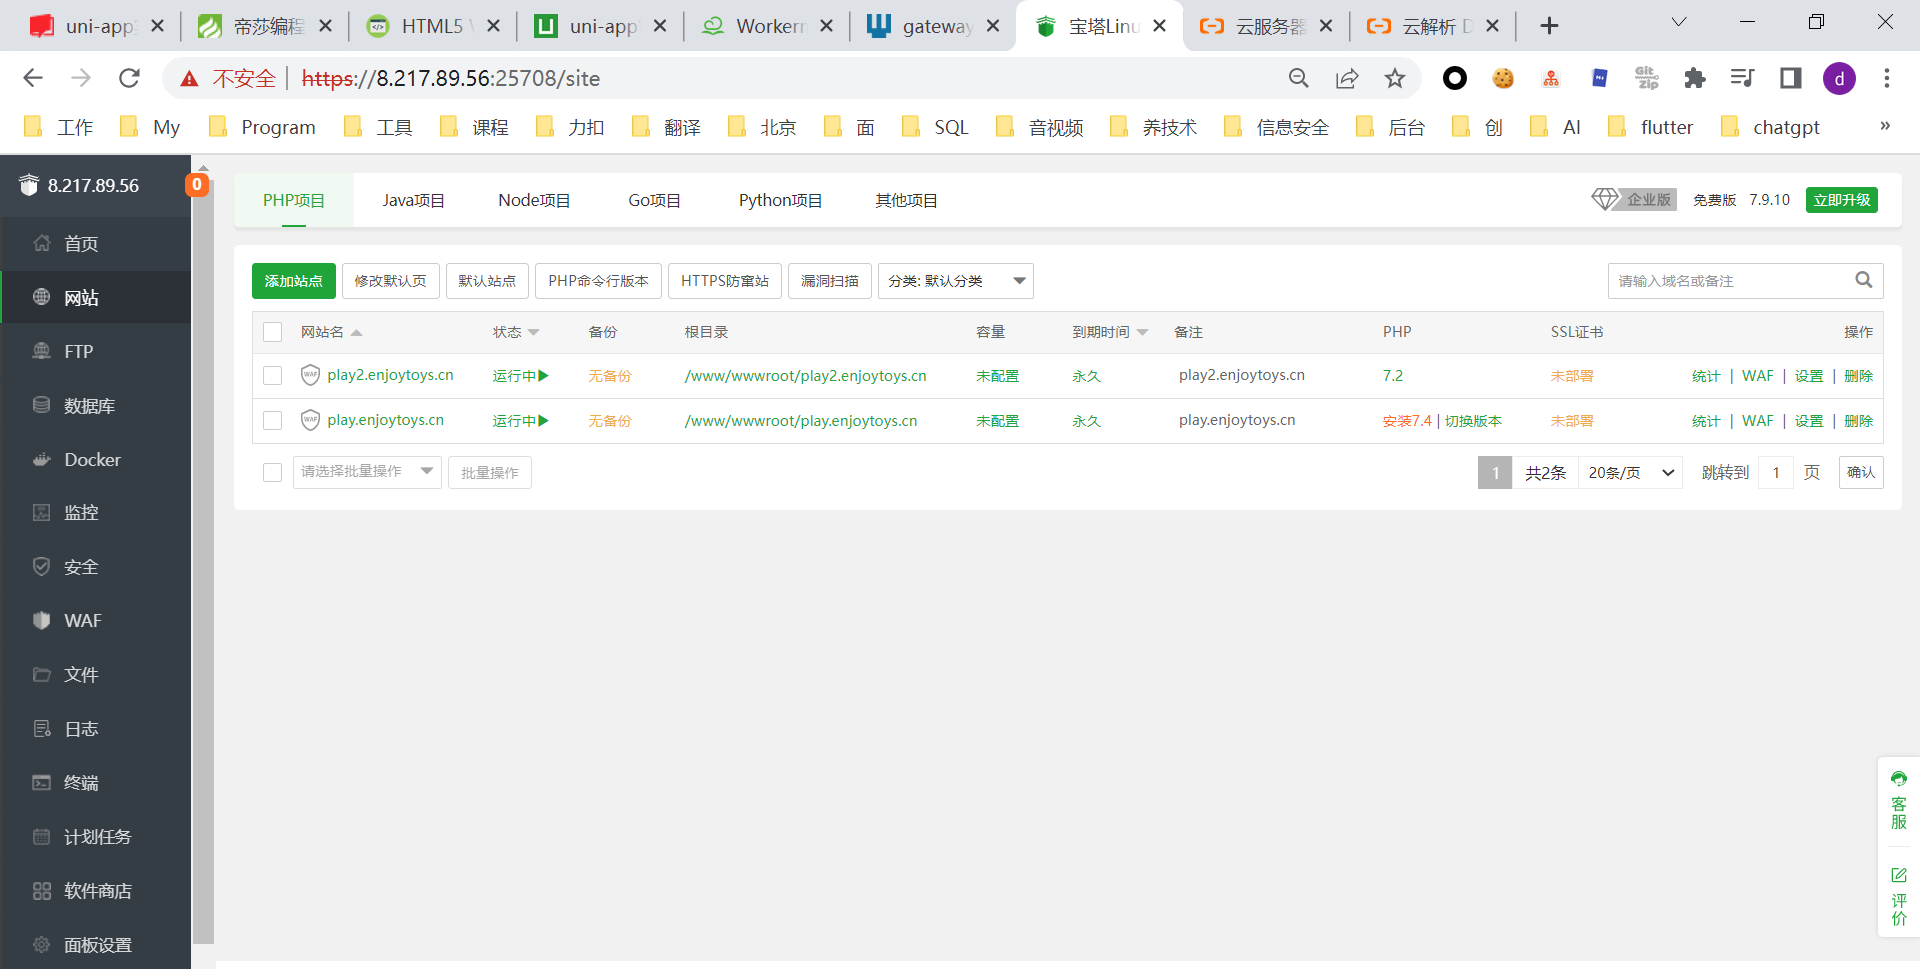 uni-app
帝莎编程
HTML5
uni-app
Workern
gateway
宝塔Linu
云服务器
云解析 D
不安全 https://8.217.89.56:25708/site
Git Zip
d
工作 My Program 工具 课程 力扣 翻译 北京 面 SQL 音视频 养技术 信息安全 后台 创 AI flutter chatgpt »
8.217.89.56
0
首页
网站
FTP
数据库
Docker
监控
安全
WAF
文件
日志
终端
计划任务
软件商店
面板设置
PHP项目 Java项目 Node项目 Go项目 Python项目 其他项目
企业版 免费版 7.9.10 立即升级
添加站点 修改默认页 默认站点 PHP命令行版本 HTTPS防窜站 漏洞扫描 分类: 默认分类
请输入域名或备注
网站名 状态 备份 根目录 容量 到期时间 备注 PHP SSL证书 操作
WAF play2.enjoytoys.cn 运行中 无备份 /www/wwwroot/play2.enjoytoys.cn 未配置 永久 play2.enjoytoys.cn 7.2 未部署 统计 | WAF | 设置 | 删除
WAF play.enjoytoys.cn 运行中 无备份 /www/wwwroot/play.enjoytoys.cn 未配置 永久 play.enjoytoys.cn 安装7.4 | 切换版本 未部署 统计 | WAF | 设置 | 删除
请选择批量操作 批量操作
1 共2条 20条/页 跳转到 1 页 确认
客服
评价